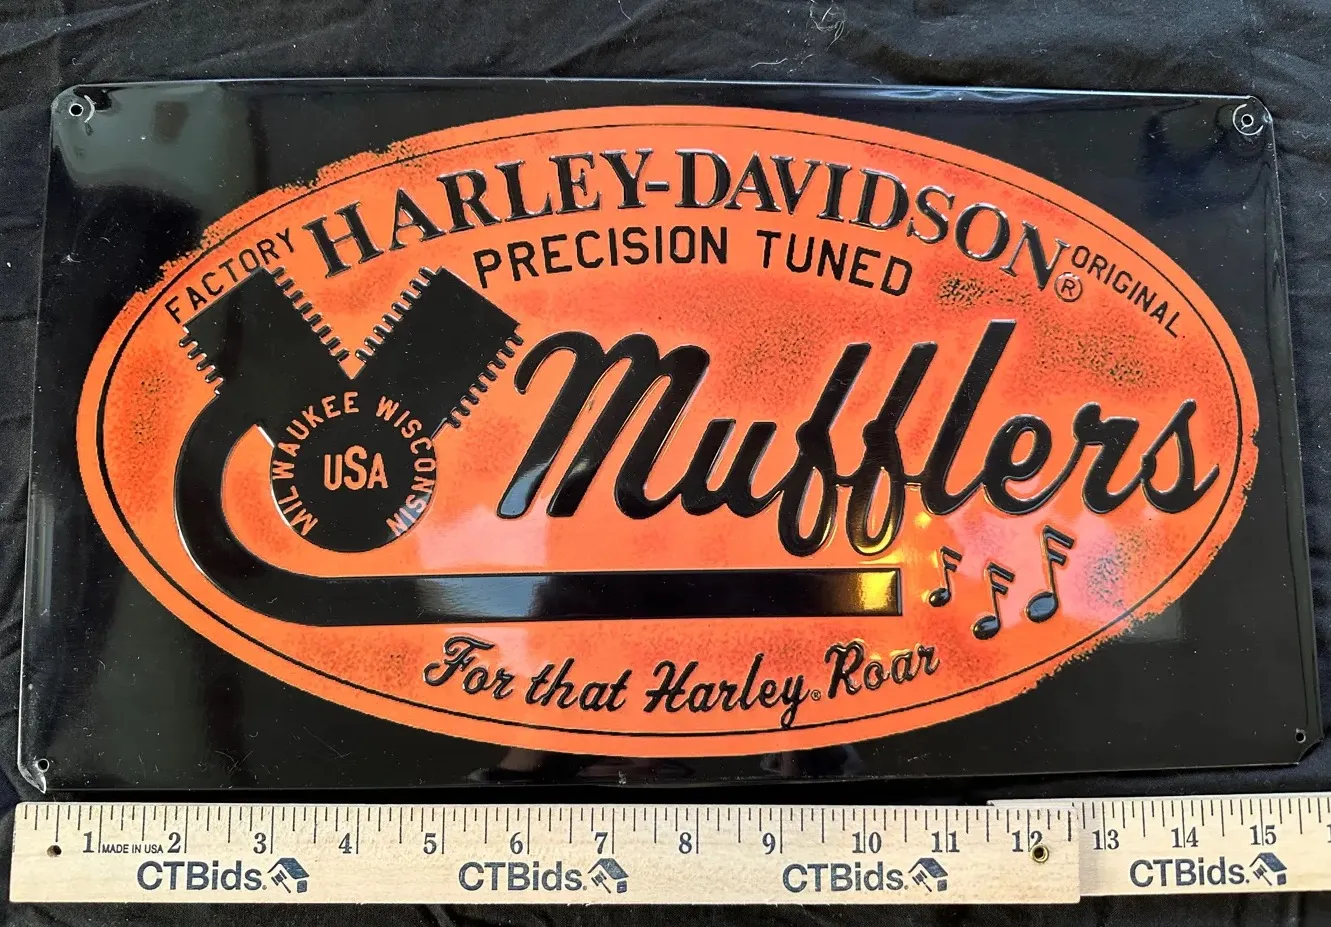 FACTORY
HARLEY-DAVIDSON®
ORIGINAL
PRECISION TUNED
Mufflers
MILWAUKEE WISCONSIN
USA
For that Harley® Roar
1 2 3 4 5 6 7 8 9 10 11 12 13 14 15
MADE IN USA
CTBids. CTBids. CTBids. CTBids.